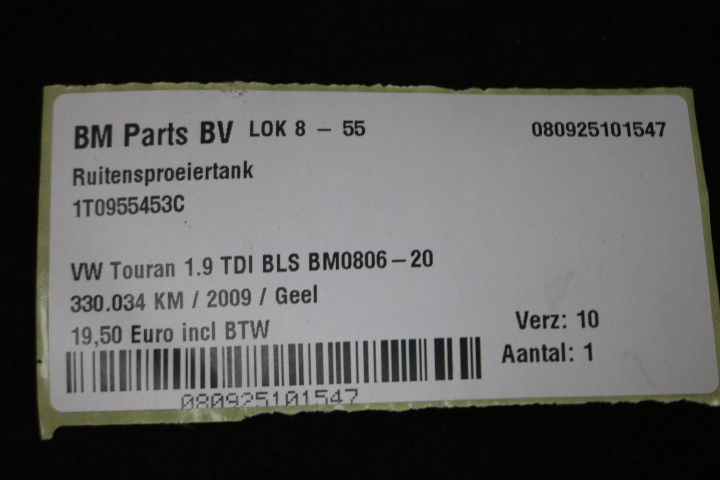 BM Parts BV LOK 8 - 55 080925101547
Ruitensproeiertank
1T0955453C
VW Touran 1.9 TDI BLS BM0806-20
330.034 KM / 2009 / Geel
19,50 Euro incl BTW
Verz: 10
Aantal: 1
080925101547